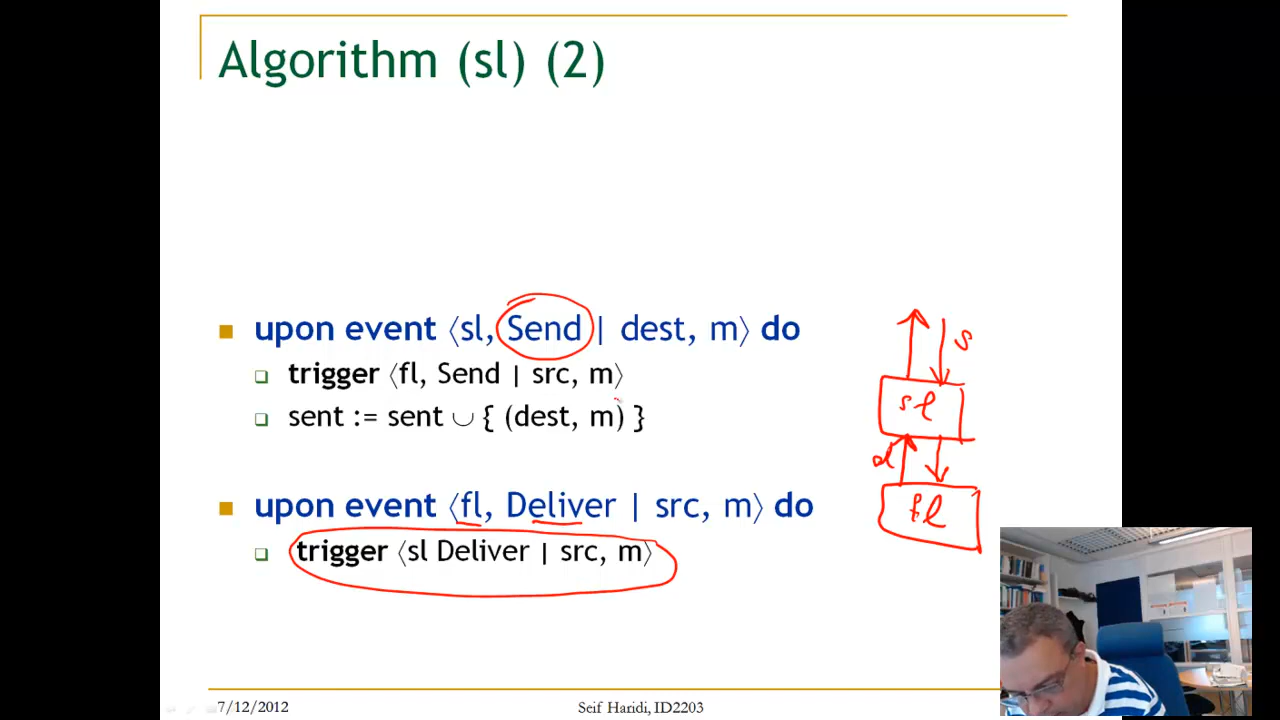 Algorithm (sl) (2)
upon event ⟨sl, Send | dest, m⟩ do
trigger ⟨fl, Send | src, m⟩
sent := sent ∪ { (dest, m) }
upon event ⟨fl, Deliver | src, m⟩ do
trigger ⟨sl Deliver | src, m⟩
s
sl
d
fl
7/12/2012
Seif Haridi, ID2203